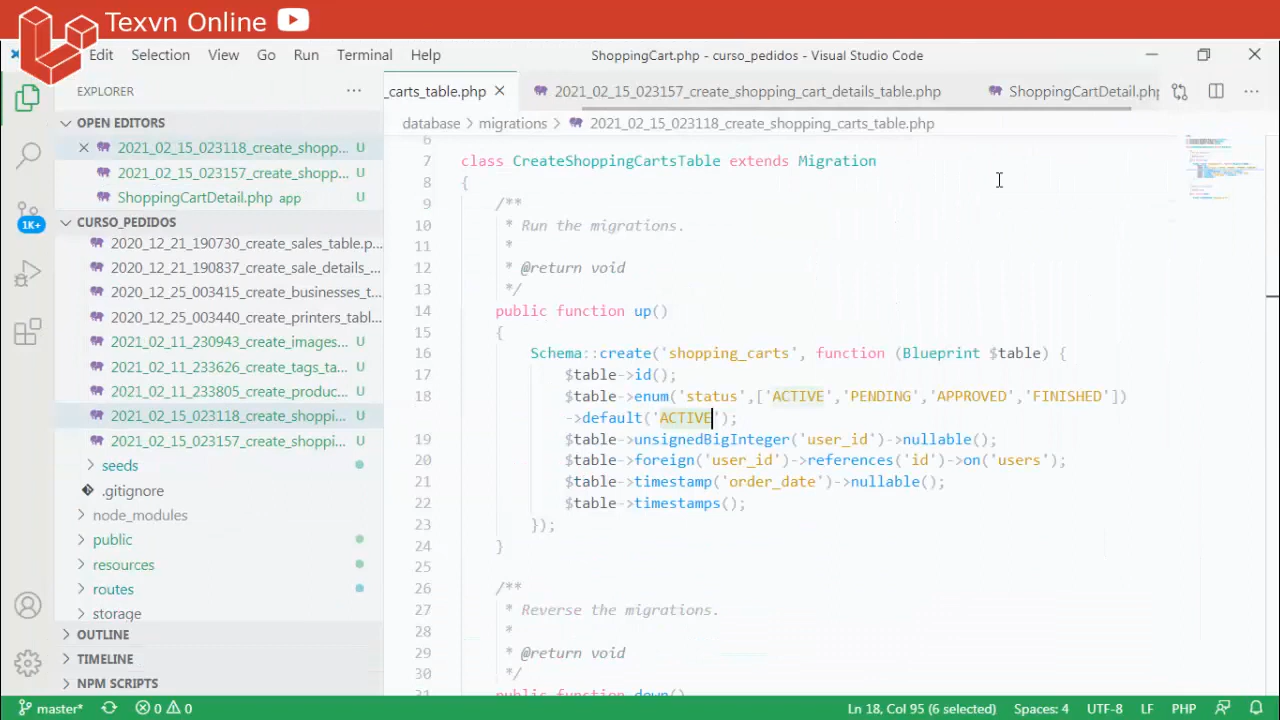 Texvn Online
Edit Selection View Go Run Terminal Help
ShoppingCart.php - curso_pedidos - Visual Studio Code
EXPLORER
_carts_table.php
2021_02_15_023157_create_shopping_cart_details_table.php
ShoppingCartDetail.php
OPEN EDITORS
2021_02_15_023118_create_shopp... U
2021_02_15_023157_create_shopp... U
ShoppingCartDetail.php app U
CURSO_PEDIDOS
2020_12_21_190730_create_sales_table.p...
2020_12_21_190837_create_sale_details_...
2020_12_25_003415_create_businesses_t...
2020_12_25_003440_create_printers_tabl...
2021_02_11_230943_create_images... U
2021_02_11_233626_create_tags_ta... U
2021_02_11_233805_create_produc... U
2021_02_15_023118_create_shoppi... U
2021_02_15_023157_create_shoppi... U
seeds
.gitignore
node_modules
public
resources
routes
storage
OUTLINE
TIMELINE
NPM SCRIPTS
1K+
database > migrations > 2021_02_15_023118_create_shopping_carts_table.php
6
7 class CreateShoppingCartsTable extends Migration
8 {
9 /**
10 * Run the migrations.
11 *
12 * @return void
13 */
14 public function up()
15 {
16 Schema::create('shopping_carts', function (Blueprint $table) {
17 $table->id();
18 $table->enum('status',['ACTIVE','PENDING','APPROVED','FINISHED'])
->default('ACTIVE');
19 $table->unsignedBigInteger('user_id')->nullable();
20 $table->foreign('user_id')->references('id')->on('users');
21 $table->timestamp('order_date')->nullable();
22 $table->timestamps();
23 });
24 }
25
26 /**
27 * Reverse the migrations.
28 *
29 * @return void
30 */
31 public function down()
master* 0 0
Ln 18, Col 95 (6 selected) Spaces: 4 UTF-8 LF PHP